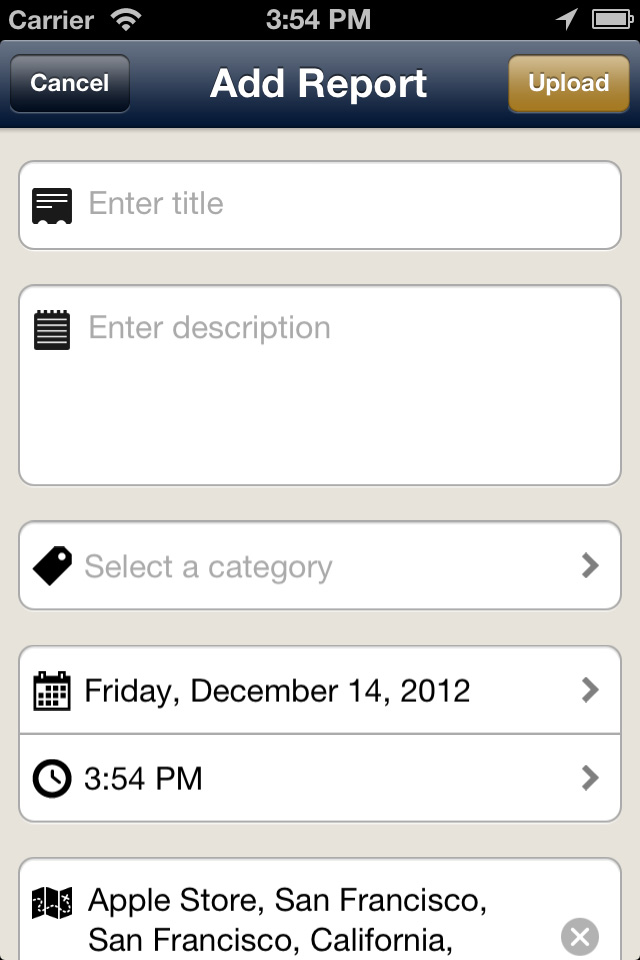 Carrier 3:54 PM
Cancel Add Report Upload
Enter title
Enter description
Select a category
Friday, December 14, 2012
3:54 PM
Apple Store, San Francisco,
San Francisco, California,